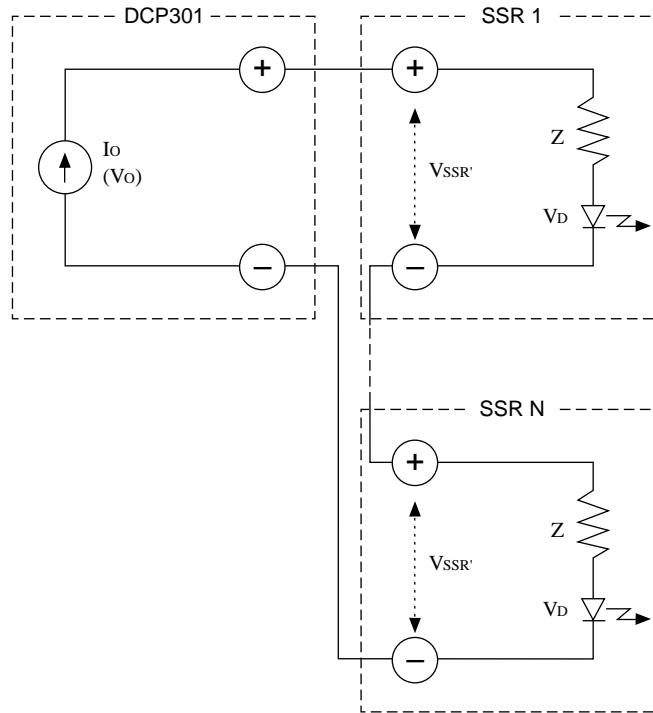 DCP301
SSR 1
+
+
IO
(VO)
Z
VSSR'
VD
−
−
SSR N
+
Z
VSSR'
VD
−